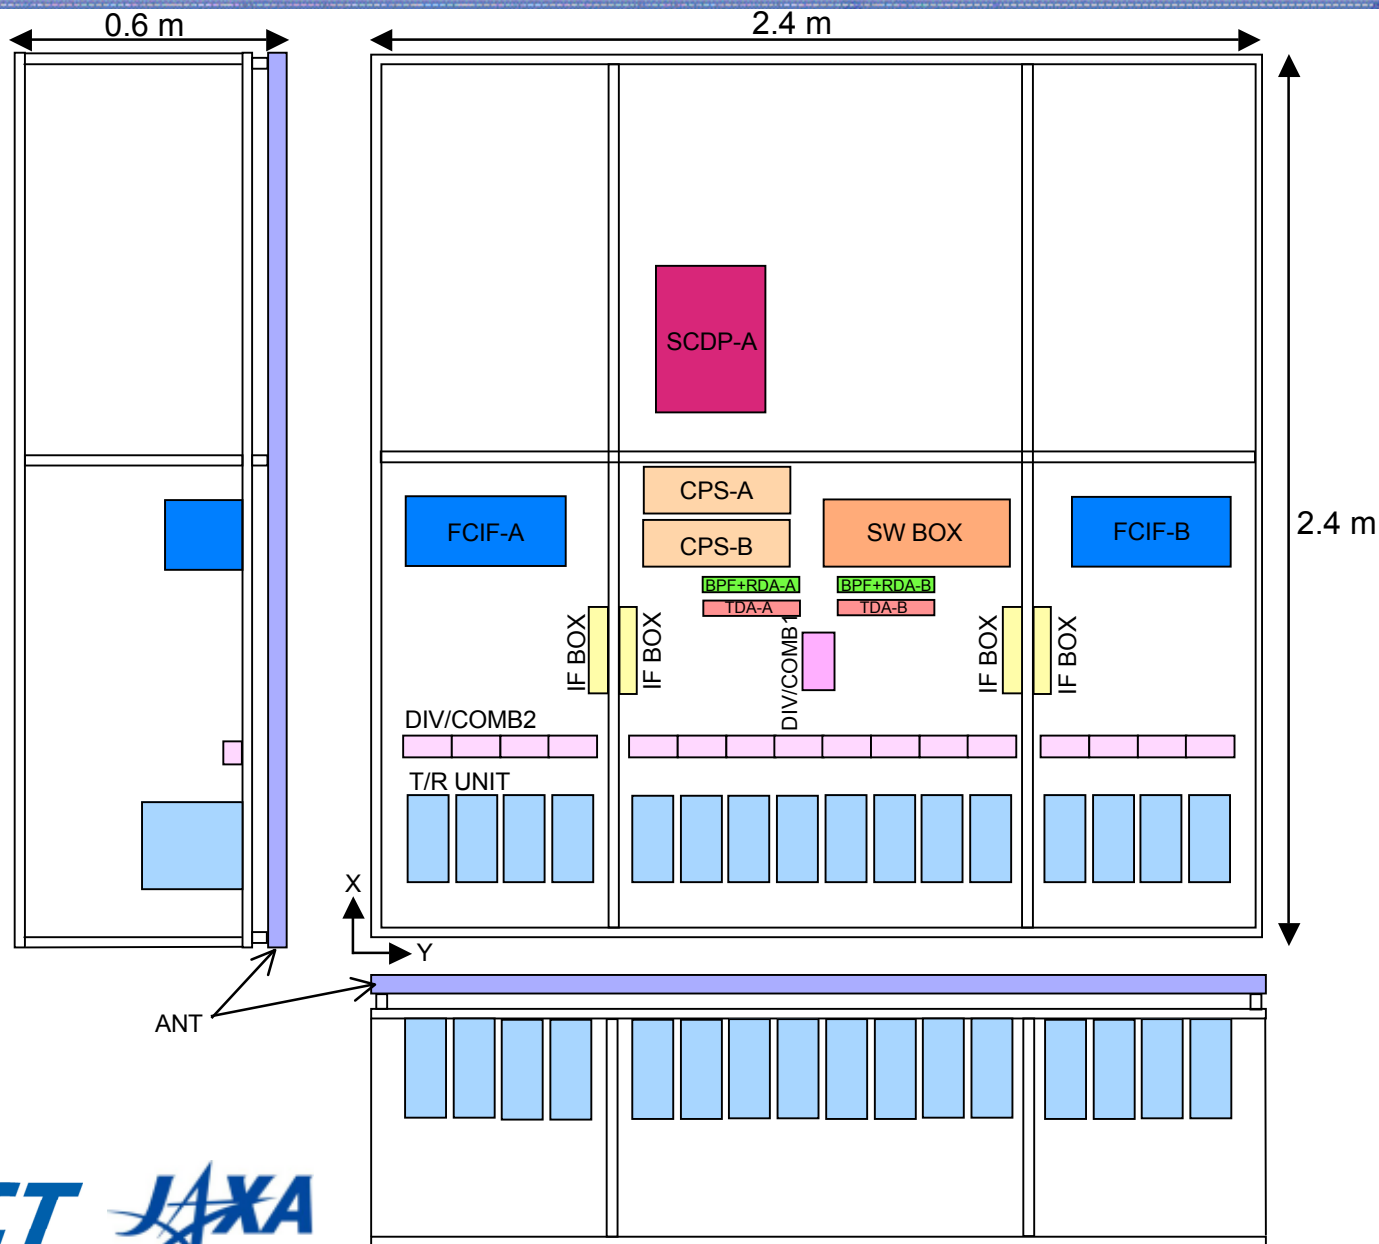 0.6 m
2.4 m
SCDP-A
CPS-A
FCIF-A
SW BOX
FCIF-B
2.4 m
CPS-B
BPF+RDA-A
BPF+RDA-B
TDA-A
TDA-B
IF BOX
IF BOX
DIV/COMB1
IF BOX
IF BOX
DIV/COMB2
T/R UNIT
X
Y
ANT
CT
JAXA